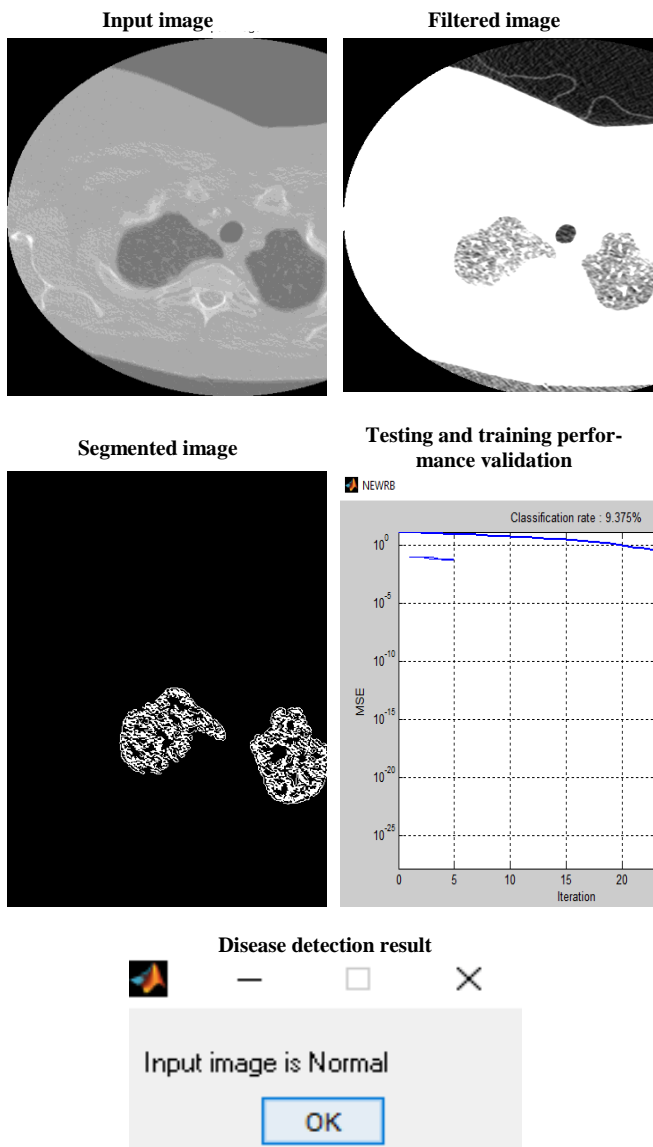 Input image
Filtered image
Segmented image
Testing and training perfor-
mance validation
NEWRB
Classification rate : 9.375%
10^0
10^-5
10^-10
10^-15
10^-20
10^-25
MSE
0 5 10 15 20
Iteration
Disease detection result
Input image is Normal
OK